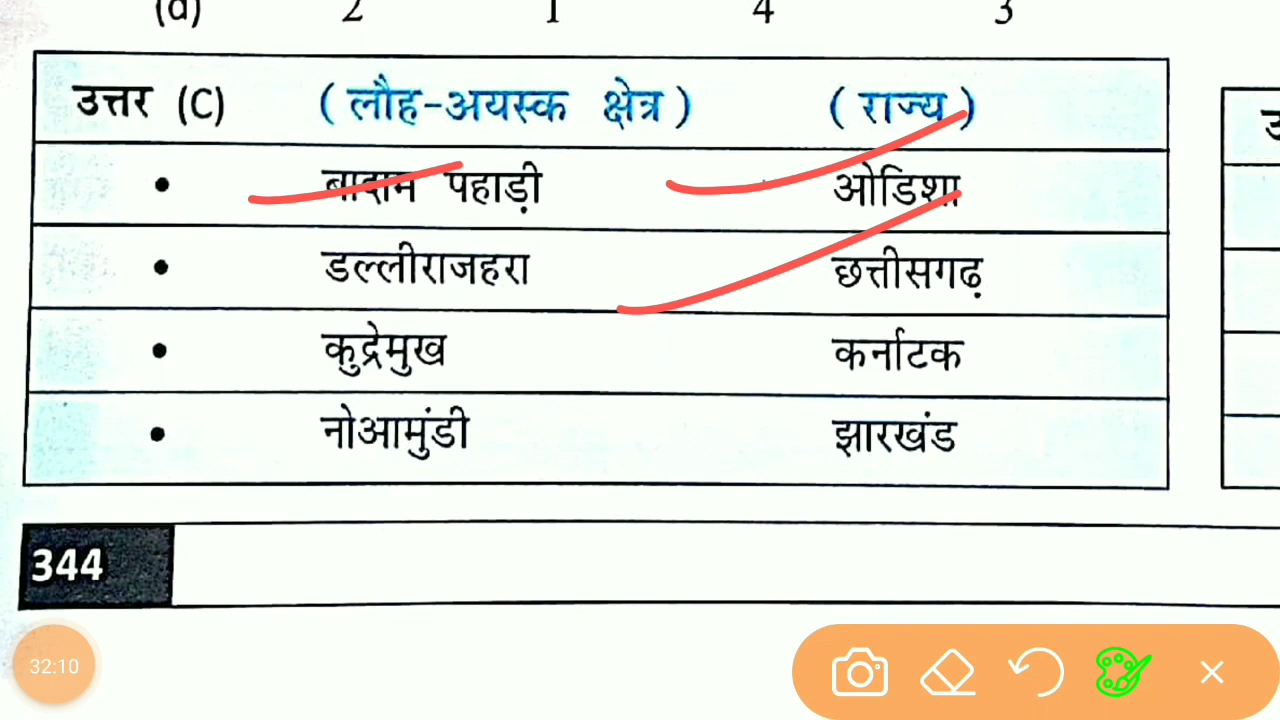 (d) 2 1 4 3
उत्तर (C) (लौह-अयस्क क्षेत्र) (राज्य)
• बादाम पहाड़ी ओडिशा
• डल्लीराजहरा छत्तीसगढ़
• कुद्रेमुख कर्नाटक
• नोआमुंडी झारखंड
344
32:10